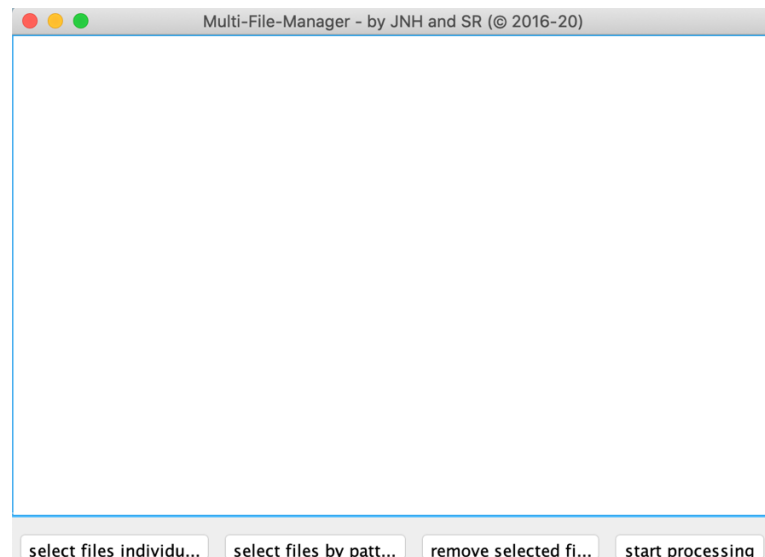 Multi-File-Manager - by JNH and SR (© 2016-20)
select files individu... select files by patt... remove selected fi... start processing